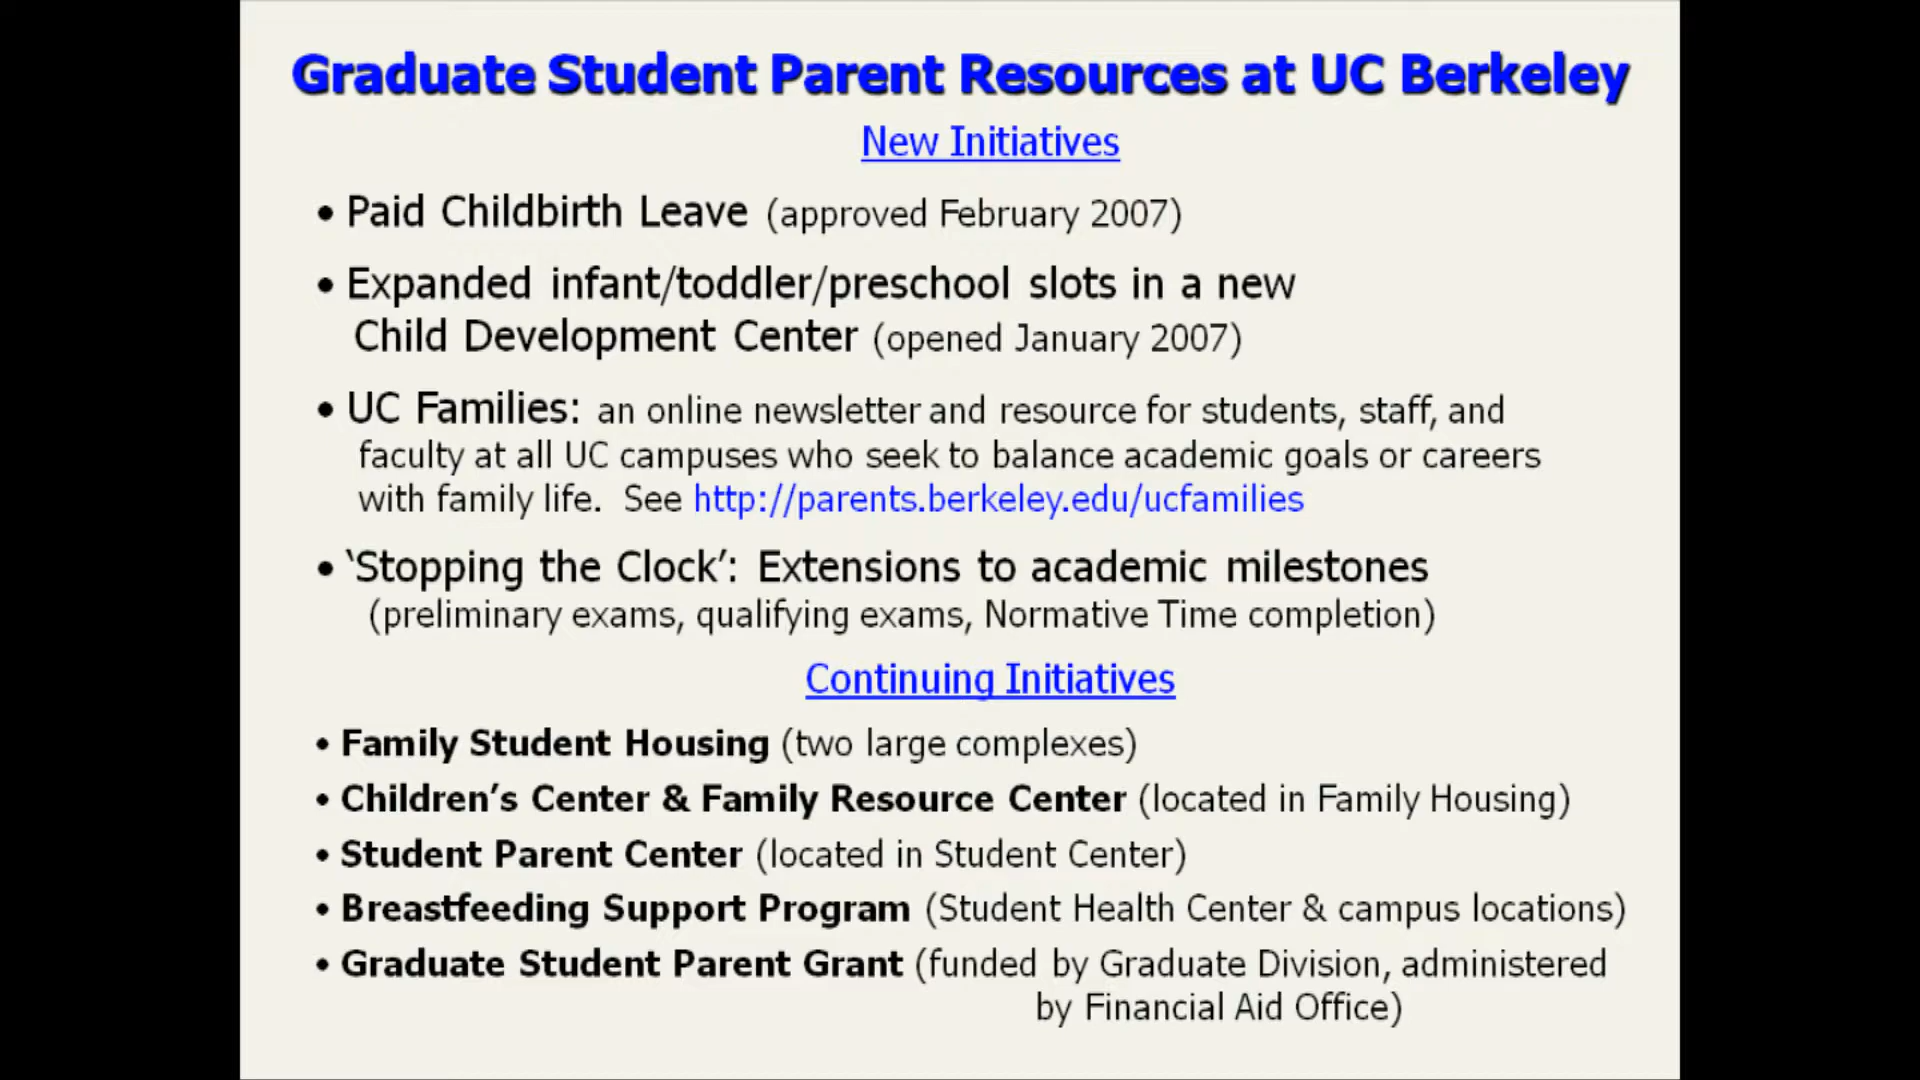 Graduate Student Parent Resources at UC Berkeley
New Initiatives
• Paid Childbirth Leave (approved February 2007)
• Expanded infant/toddler/preschool slots in a new
Child Development Center (opened January 2007)
• UC Families: an online newsletter and resource for students, staff, and
faculty at all UC campuses who seek to balance academic goals or careers
with family life. See http://parents.berkeley.edu/ucfamilies
• ‘Stopping the Clock’: Extensions to academic milestones
(preliminary exams, qualifying exams, Normative Time completion)
Continuing Initiatives
• Family Student Housing (two large complexes)
• Children’s Center & Family Resource Center (located in Family Housing)
• Student Parent Center (located in Student Center)
• Breastfeeding Support Program (Student Health Center & campus locations)
• Graduate Student Parent Grant (funded by Graduate Division, administered
by Financial Aid Office)